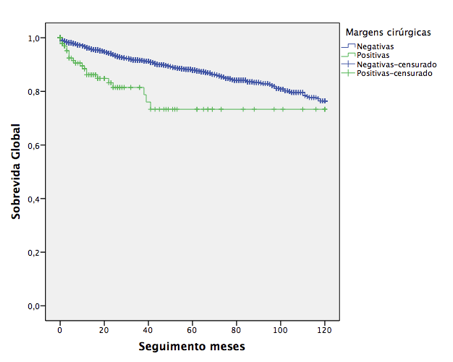 Margens cirúrgicas
Negativas
Positivas
Negativas-censurado
Positivas-censurado
Sobrevida Global
1,0
0,8
0,6
0,4
0,2
0,0
0 20 40 60 80 100 120
Seguimento meses